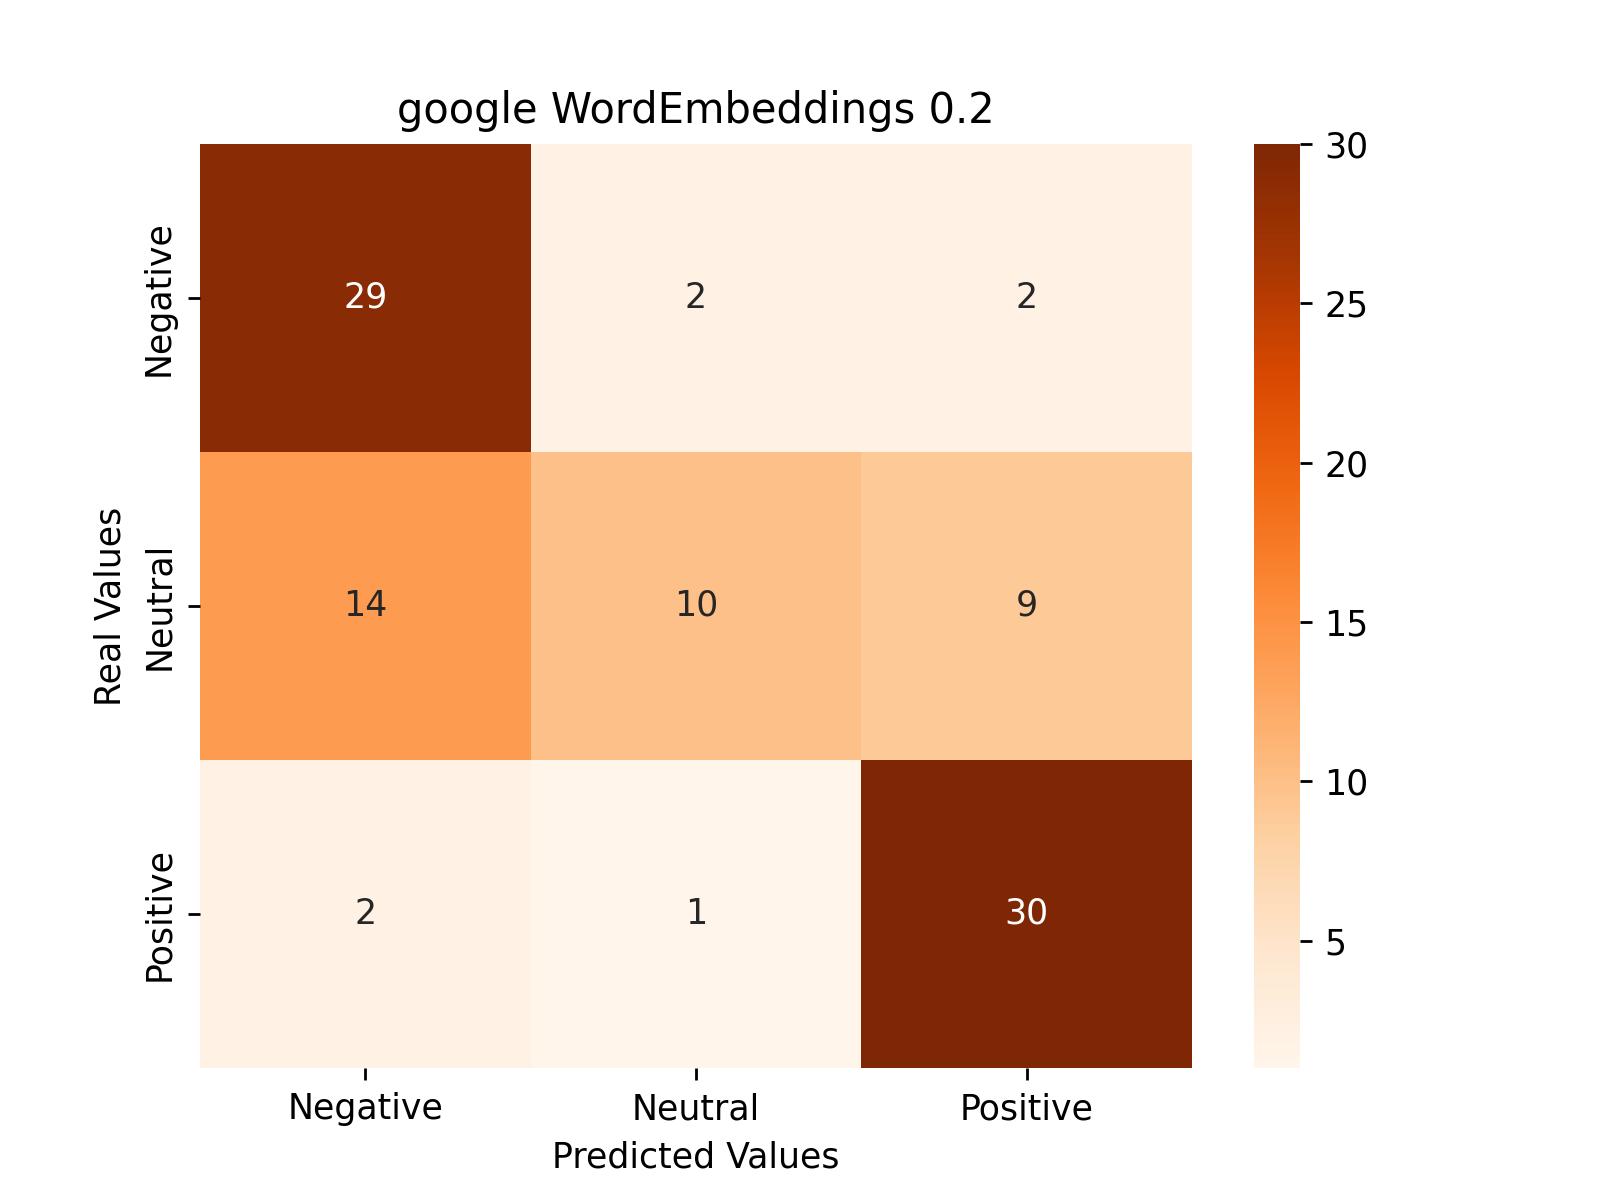 google WordEmbeddings 0.2
Real Values
Negative
Neutral
Positive
29 2 2
14 10 9
2 1 30
Negative Neutral Positive
Predicted Values
30
25
20
15
10
5